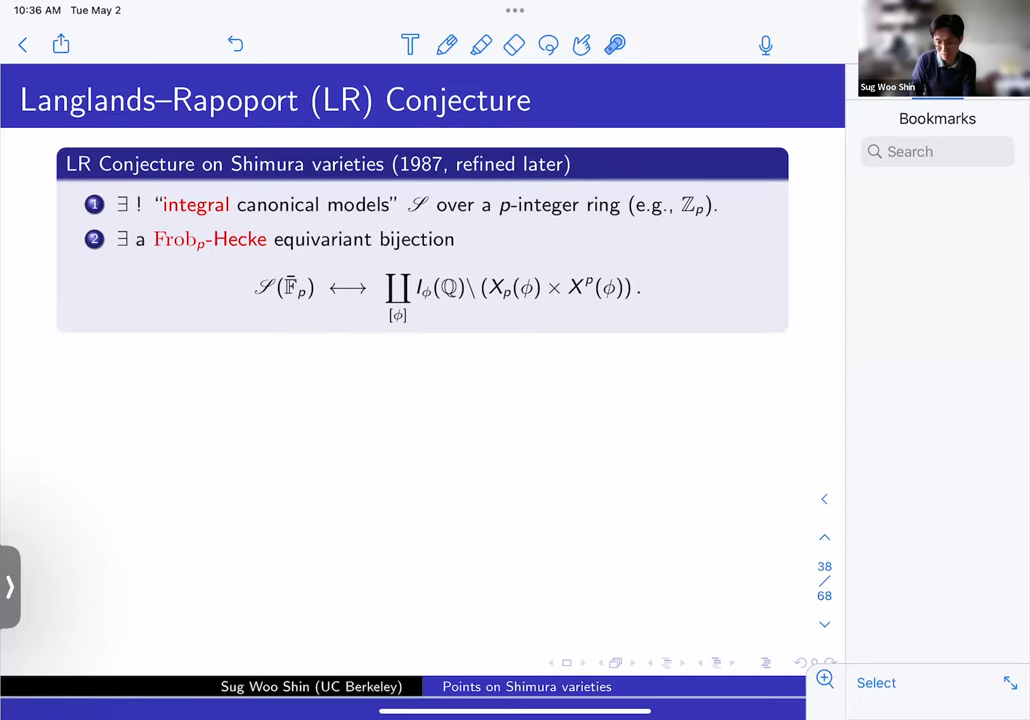 10:36 AM Tue May 2
T
Sug Woo Shin
Langlands–Rapoport (LR) Conjecture
Bookmarks
Search
LR Conjecture on Shimura varieties (1987, refined later)
1 ∃ ! “integral canonical models” 𝒮 over a p-integer ring (e.g., ℤ_p).
2 ∃ a Frob_p-Hecke equivariant bijection
𝒮(𝔽̄_p) ⟷ ∐_{[ϕ]} I_ϕ(ℚ)\ (X_p(ϕ) × X^p(ϕ)) .
38
/
68
Sug Woo Shin (UC Berkeley) Points on Shimura varieties
Select